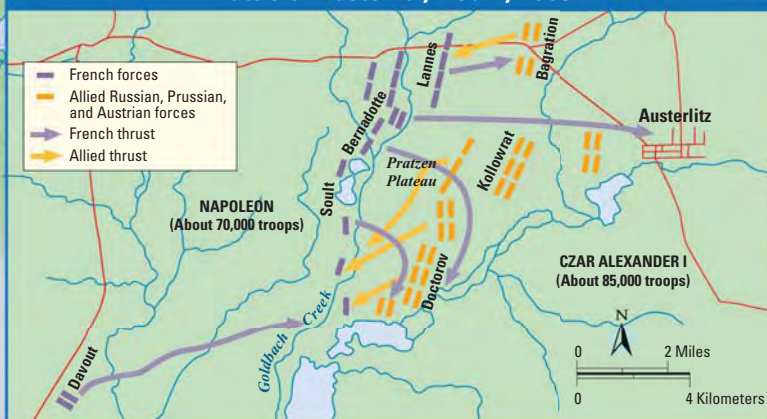 French forces
Allied Russian, Prussian,
and Austrian forces
French thrust
Allied thrust
Lannes
Bagration
Bernadotte
Austerlitz
Pratzen
Plateau
Kollowrat
Soult
NAPOLEON
(About 70,000 troops)
CZAR ALEXANDER I
(About 85,000 troops)
Doctorov
Goldbach Creek
Davout
N
0 2 Miles
0 4 Kilometers